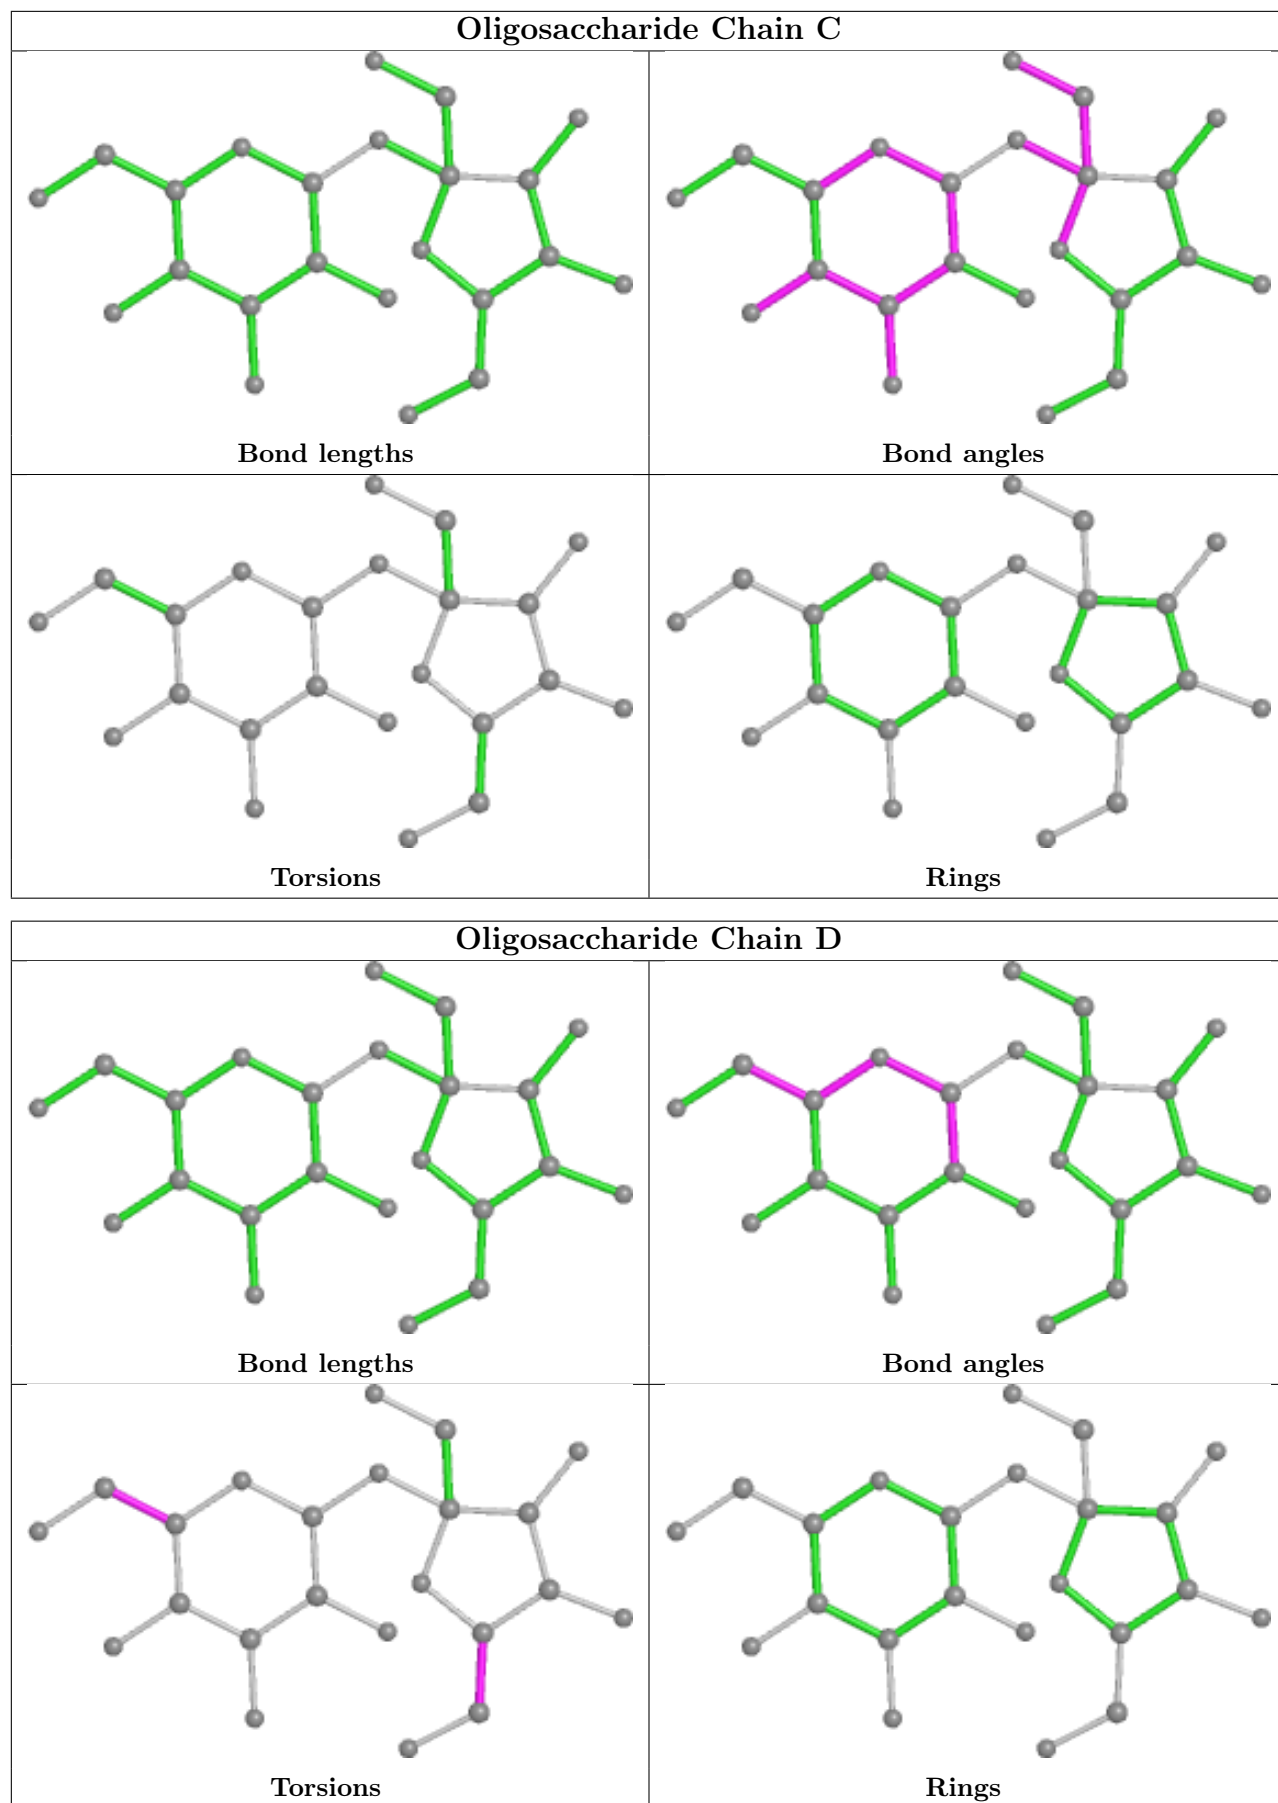 Oligosaccharide Chain C
Bond lengths
Bond angles
Torsions
Rings
Oligosaccharide Chain D
Bond lengths
Bond angles
Torsions
Rings